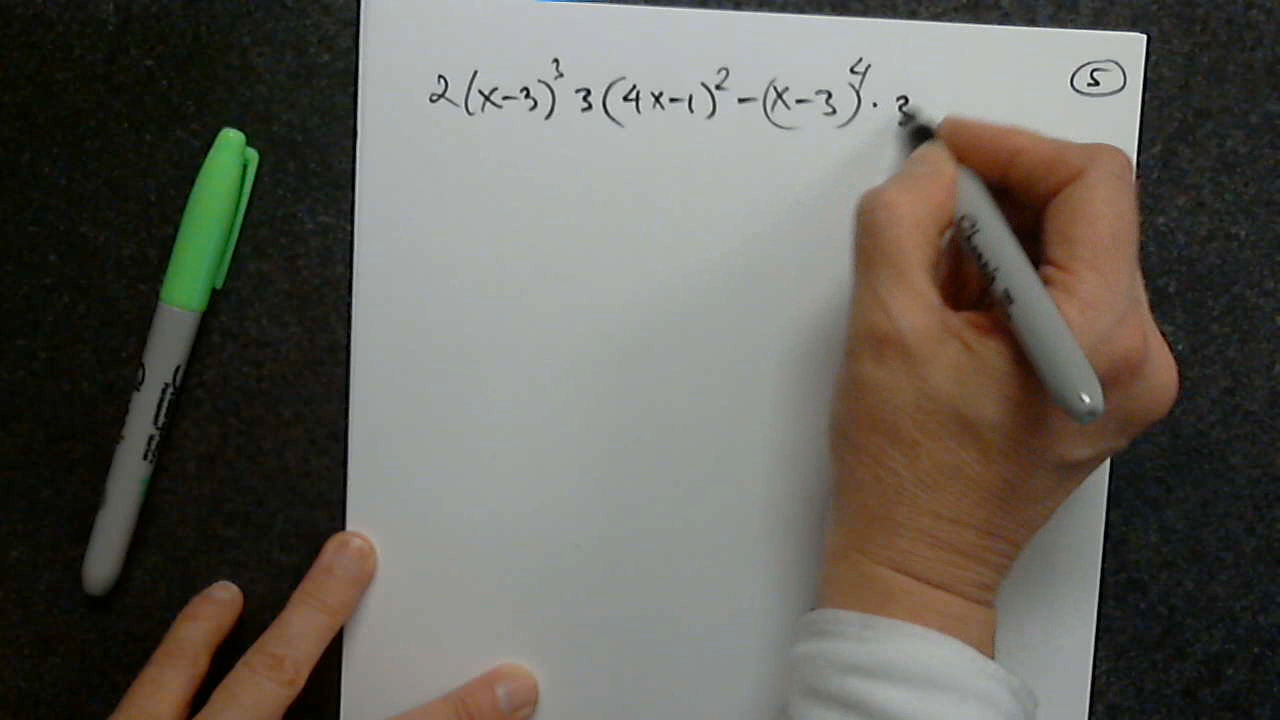 2(x-3)³ 3(4x-1)² - (x-3)⁴ · 3
5